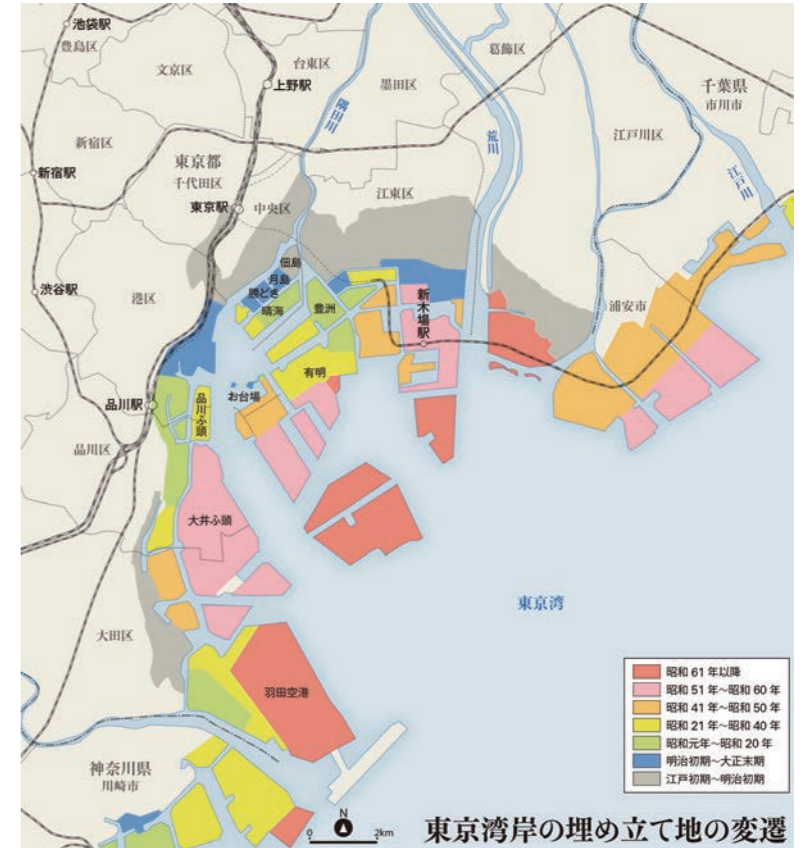 池袋駅
豊島区
文京区
台東区
上野駅
墨田区
葛飾区
千葉県
市川市
隅田川
荒川
江戸川区
江戸川
新宿区
新宿駅
東京都
千代田区
東京駅
中央区
江東区
佃島
月島
勝どき
晴海
豊洲
新木場駅
浦安市
渋谷駅
港区
有明
お台場
品川駅
品川ふ頭
品川区
大井ふ頭
東京湾
大田区
羽田空港
神奈川県
川崎市
昭和 61 年以降
昭和 51 年～昭和 60 年
昭和 41 年～昭和 50 年
昭和 21 年～昭和 40 年
昭和元年～昭和 20 年
明治初期～大正末期
江戸初期～明治初期
N
0 2km
東京湾岸の埋め立て地の変遷